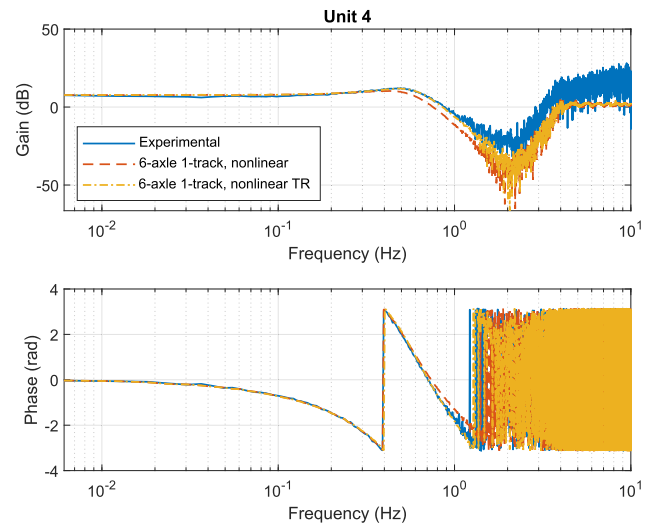 Unit 4
50
0
-50
Gain (dB)
Experimental
6-axle 1-track, nonlinear
6-axle 1-track, nonlinear TR
10^-2
10^-1
10^0
10^1
Frequency (Hz)
4
2
0
-2
-4
Phase (rad)
10^-2
10^-1
10^0
10^1
Frequency (Hz)